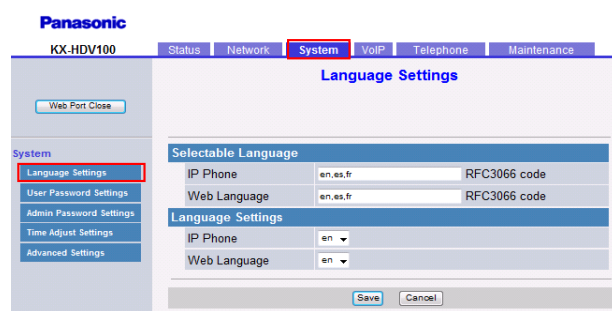 Panasonic
KX-HDV100
Status Network System VoIP Telephone Maintenance
Web Port Close
Language Settings
System
Language Settings
User Password Settings
Admin Password Settings
Time Adjust Settings
Advanced Settings
Selectable Language
IP Phone en,es,fr RFC3066 code
Web Language en,es,fr RFC3066 code
Language Settings
IP Phone en
Web Language en
Save Cancel